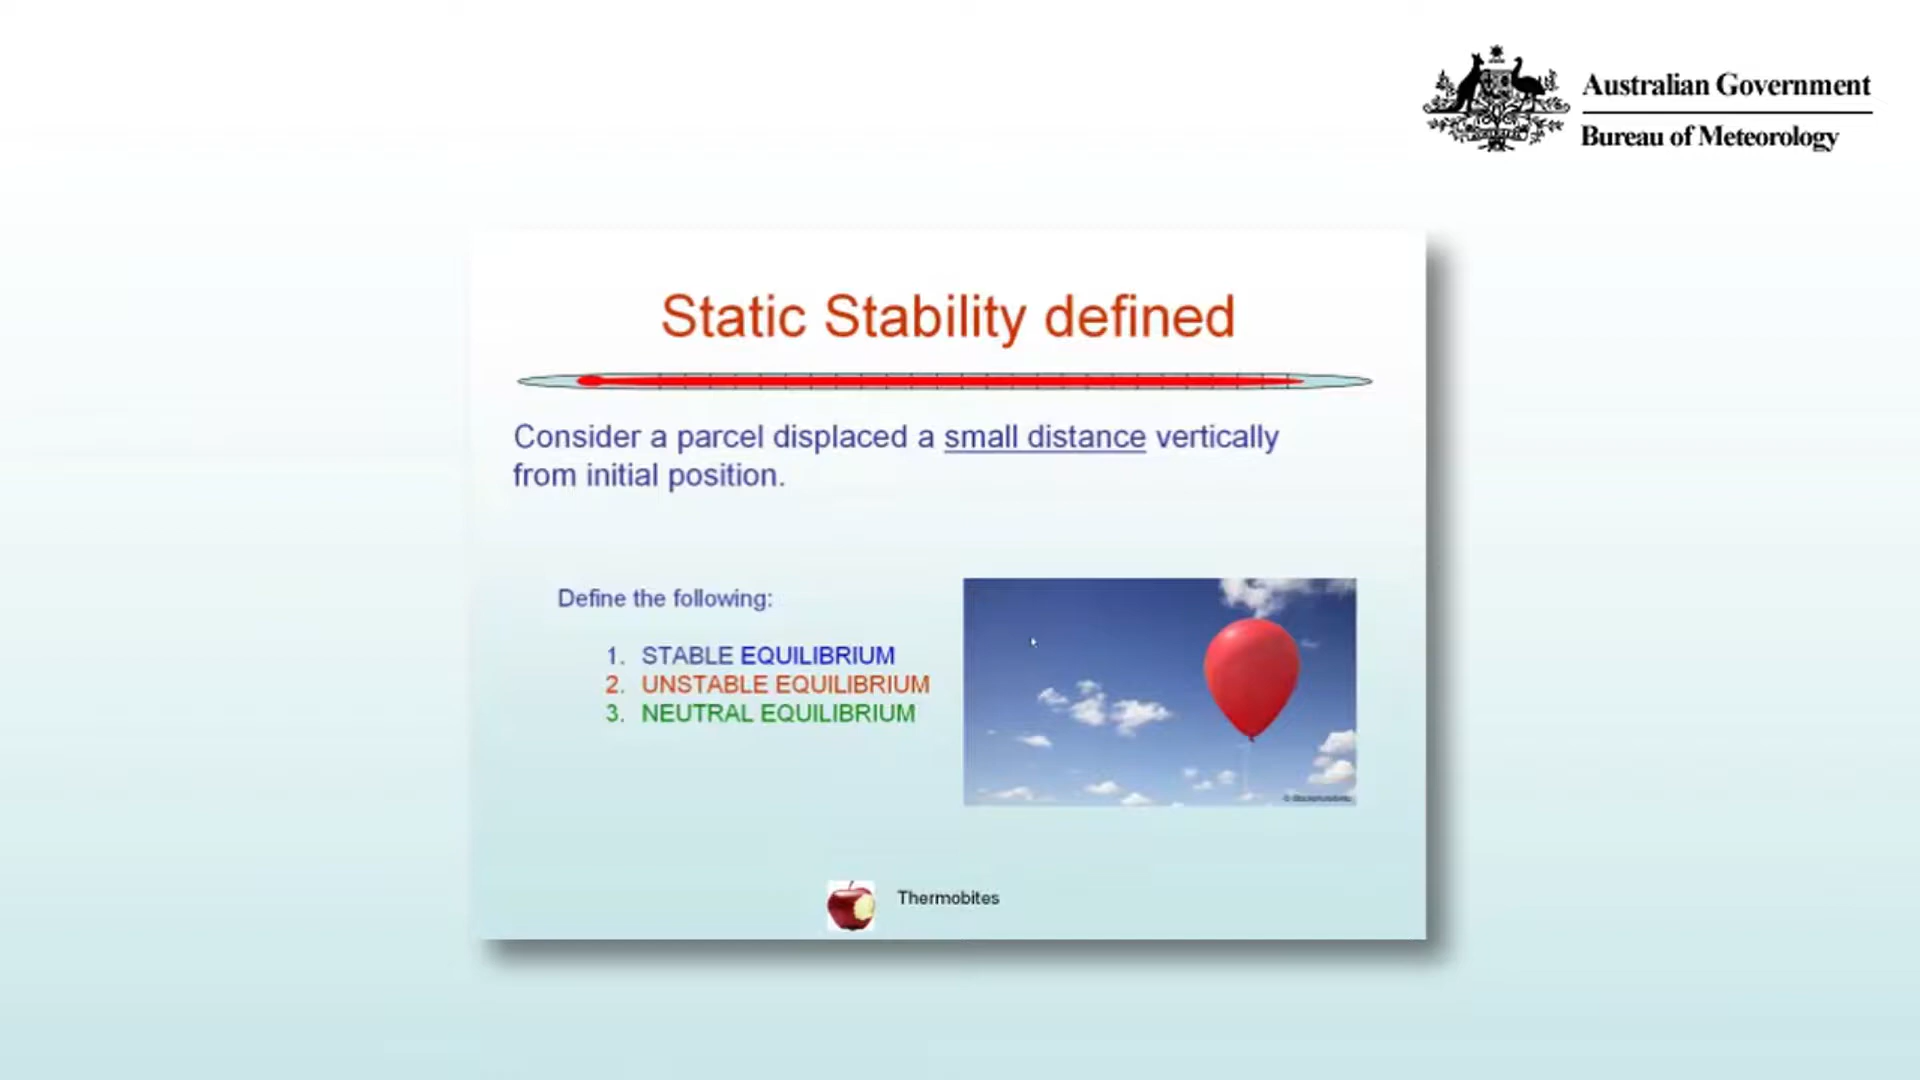 Australian Government
Bureau of Meteorology
Static Stability defined
Consider a parcel displaced a small distance vertically
from initial position.
Define the following:
1. STABLE EQUILIBRIUM
2. UNSTABLE EQUILIBRIUM
3. NEUTRAL EQUILIBRIUM
Thermobites